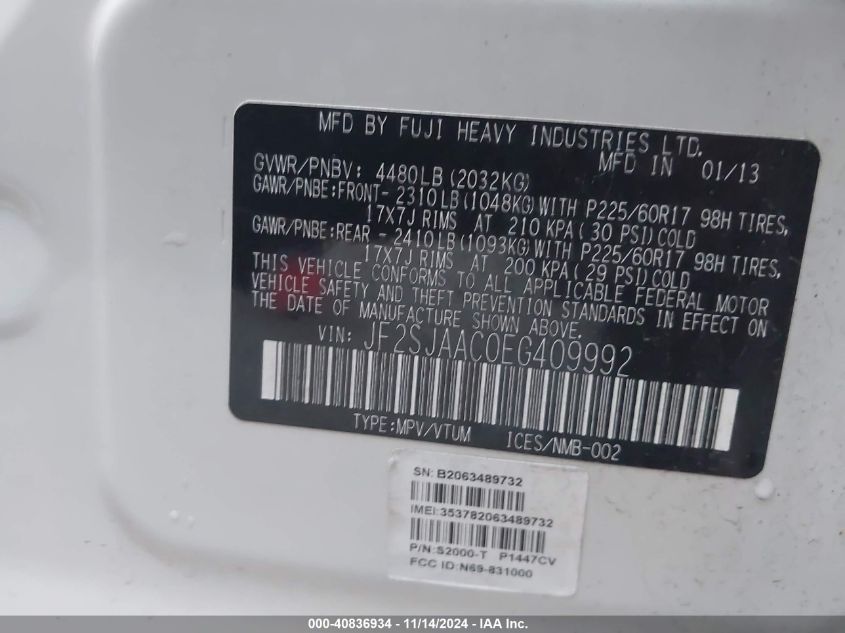 MFD BY FUJI HEAVY INDUSTRIES LTD.
MFD IN 01/13
GVWR/PNBV: 4480LB(2032KG)
GAWR/PNBE:FRONT- 2310LB(1048KG)WITH P225/60R17 98H TIRES,
17X7J RIMS AT 210 KPA(30 PSI)COLD
GAWR/PNBE:REAR - 2410LB(1093KG)WITH P225/60R17 98H TIRES,
17X7J RIMS AT 200 KPA(29 PSI)COLD
THIS VEHICLE CONFORMS TO ALL APPLICABLE FEDERAL MOTOR
VEHICLE SAFETY AND THEFT PREVENTION STANDARDS IN EFFECT ON
THE DATE OF MANUFACTURE SHOWN ABOVE.
VIN: JF2SJAAC0EG409992
TYPE:MPV/VTUM ICES/NMB-002
SN: B2063489732
IMEI:353782063489732
P/N:S2000-T P1447CV
FCC ID:N69-831000
000-40836934 - 11/14/2024 - IAA Inc.